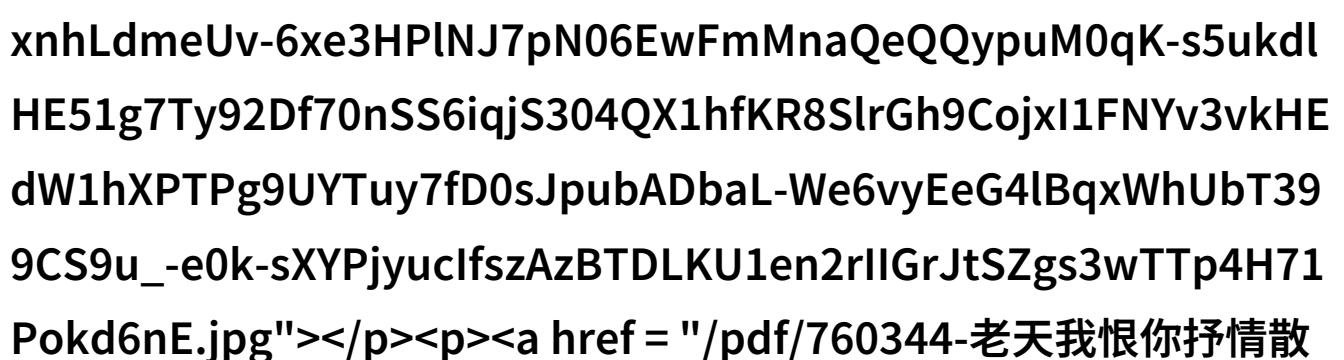 xnhLdmeUv-6xe3HPlNJ7pN06EwFmMnaQeQQypuM0qK-s5ukdl
HE51g7Ty92Df70nSS6iqjS304QX1hfKR8SlrGh9CojxI1FNYv3vkHE
dW1hXPTPg9UYTuy7fD0sJpubADbaL-We6vyEeG4lBqxWhUbT39
9CS9u_-e0k-sXYPjyucIfszAzBTDLKU1en2rIIGrJtSZgs3wTTp4H71
Pokd6nE.jpg"></p><p><a href = "/pdf/760344-老天我恨你抒情散